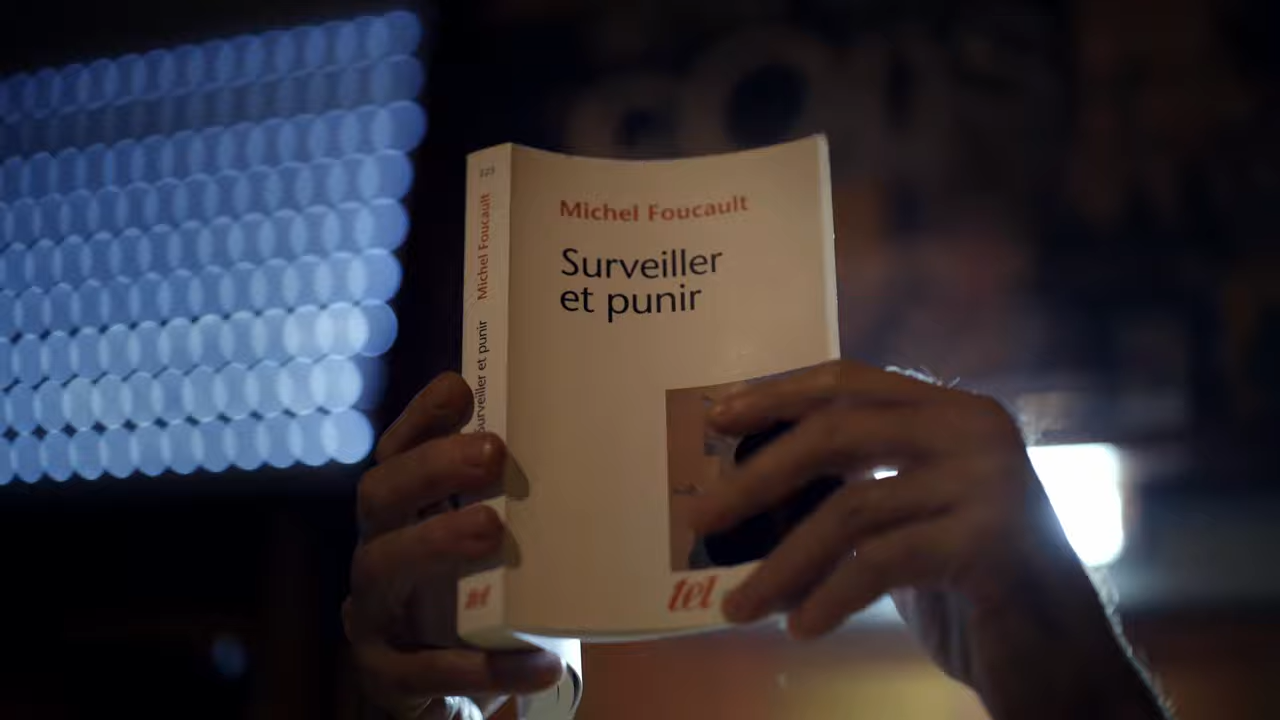 Michel Foucault
Surveiller
et punir
tel
Michel Foucault
Surveiller et punir
tel